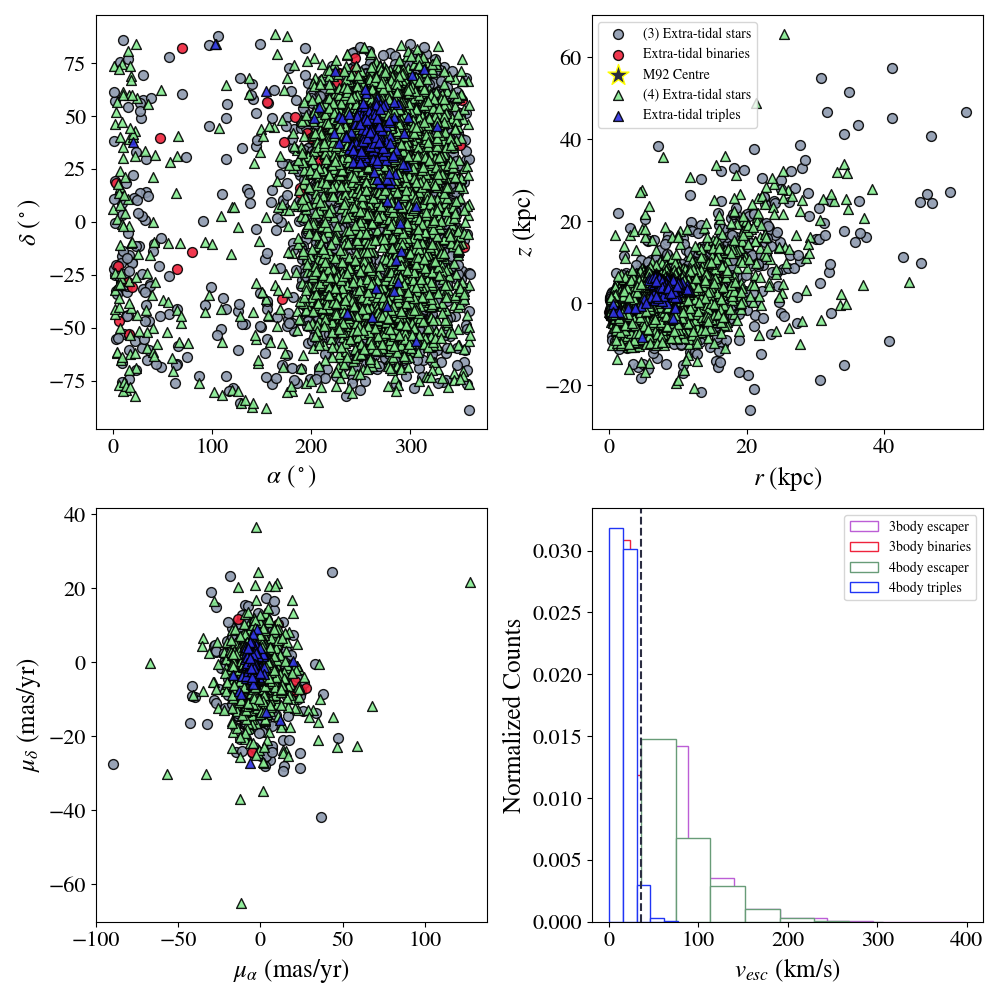 75
50
25
0
−25
−50
−75
δ (°)
0 100 200 300
α (°)
(3) Extra-tidal stars
Extra-tidal binaries
M92 Centre
(4) Extra-tidal stars
Extra-tidal triples
60
40
20
0
−20
z (kpc)
0 20 40
r (kpc)
40
20
0
−20
−40
−60
μδ (mas/yr)
−100 −50 0 50 100
μα (mas/yr)
3body escaper
3body binaries
4body escaper
4body triples
0.030
0.025
0.020
0.015
0.010
0.005
0.000
Normalized Counts
0 100 200 300 400
vesc (km/s)